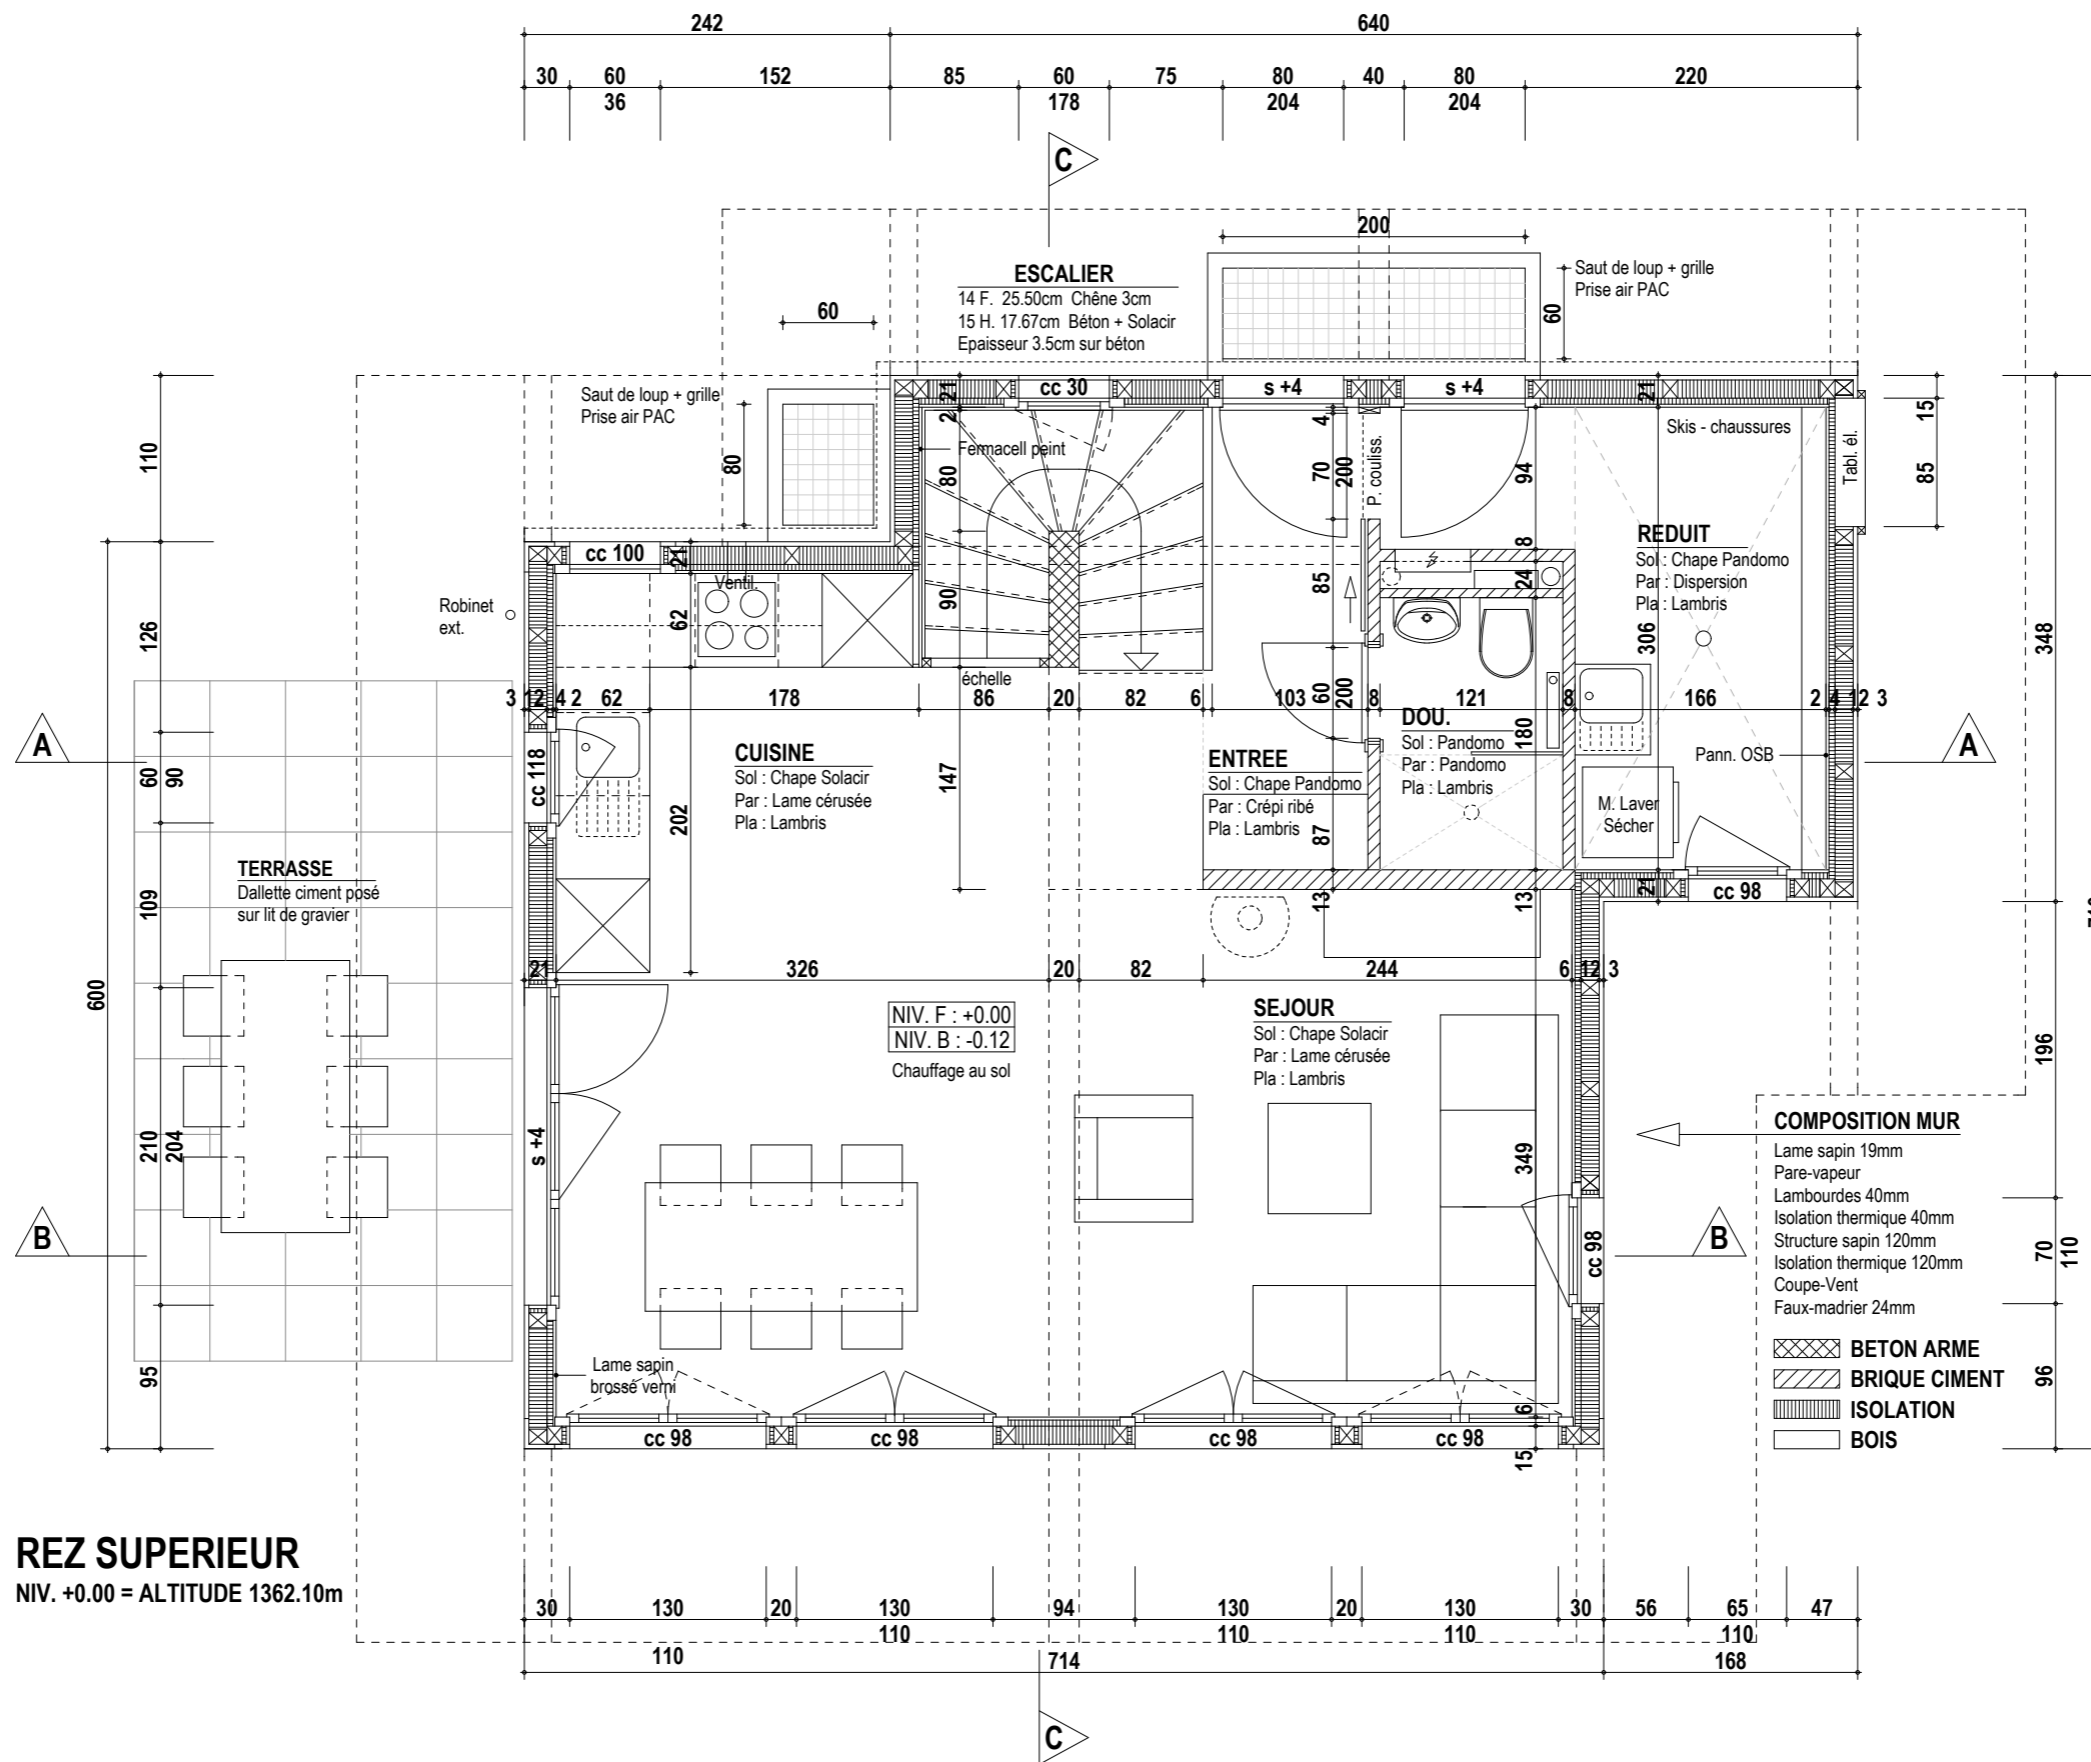 242 640
30 60 152 85 60 75 80 40 80 220
36 178 204 204
C
200
ESCALIER
14 F. 25.50cm Chêne 3cm
15 H. 17.67cm Béton + Solacir
Epaisseur 3.5cm sur béton
Saut de loup + grille
Prise air PAC
60
60
Saut de loup + grille
Prise air PAC
80
110
21 cc 30 s +4 s +4 21
2
Fermacell peint
80
4
70
200
P. couliss.
94
Skis - chaussures
Tabl. él.
15
85
cc 100
21
Ventil.
62
90
85
8
24
REDUIT
Sol : Chape Pandomo
Par : Dispersion
Pla : Lambris
306
348
Robinet
ext.
126
échelle
3 12 4 2 62 178 86 20 82 6 103 8 121 8 166 2 4 12 3
60
200
180
A
A
60
90
cc 118
CUISINE
Sol : Chape Solacir
Par : Lame cérusée
Pla : Lambris
202
147
ENTREE
Sol : Chape Pandomo
Par : Crépi ribé
Pla : Lambris
DOU.
Sol : Pandomo
Par : Pandomo
Pla : Lambris
87
Pann. OSB
M. Laver
Sécher
TERRASSE
Dallette ciment posé
sur lit de gravier
109
13 13
21
cc 98
600
21 326 20 82 244 6 12 3
NIV. F : +0.00
NIV. B : -0.12
Chauffage au sol
SEJOUR
Sol : Chape Solacir
Par : Lame cérusée
Pla : Lambris
196
210
204
s +4
349
B
B
cc 98
70
110
COMPOSITION MUR
Lame sapin 19mm
Pare-vapeur
Lambourdes 40mm
Isolation thermique 40mm
Structure sapin 120mm
Isolation thermique 120mm
Coupe-Vent
Faux-madrier 24mm
BETON ARME
BRIQUE CIMENT
ISOLATION
BOIS
96
95
Lame sapin
brossé verni
6
cc 98 cc 98 cc 98 cc 98
15
REZ SUPERIEUR
NIV. +0.00 = ALTITUDE 1362.10m
30 130 20 130 94 130 20 130 30 56 65 47
110 110 110 110
110 714 168
C